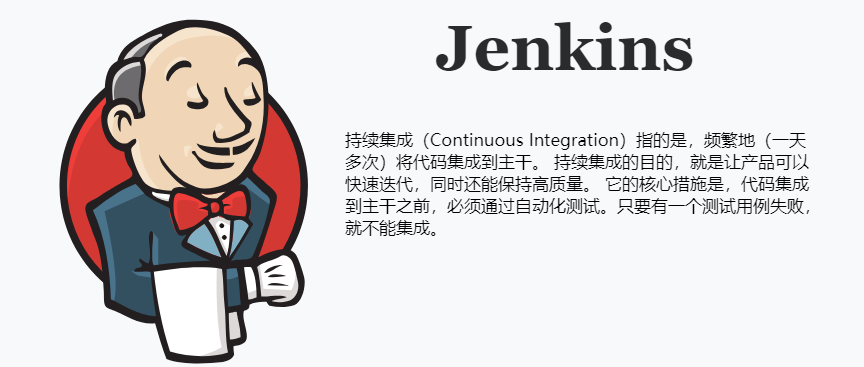 Jenkins
持续集成（Continuous Integration）指的是，频繁地（一天
多次）将代码集成到主干。 持续集成的目的，就是让产品可以
快速迭代，同时还能保持高质量。 它的核心措施是，代码集成
到主干之前，必须通过自动化测试。只要有一个测试用例失败，
就不能集成。